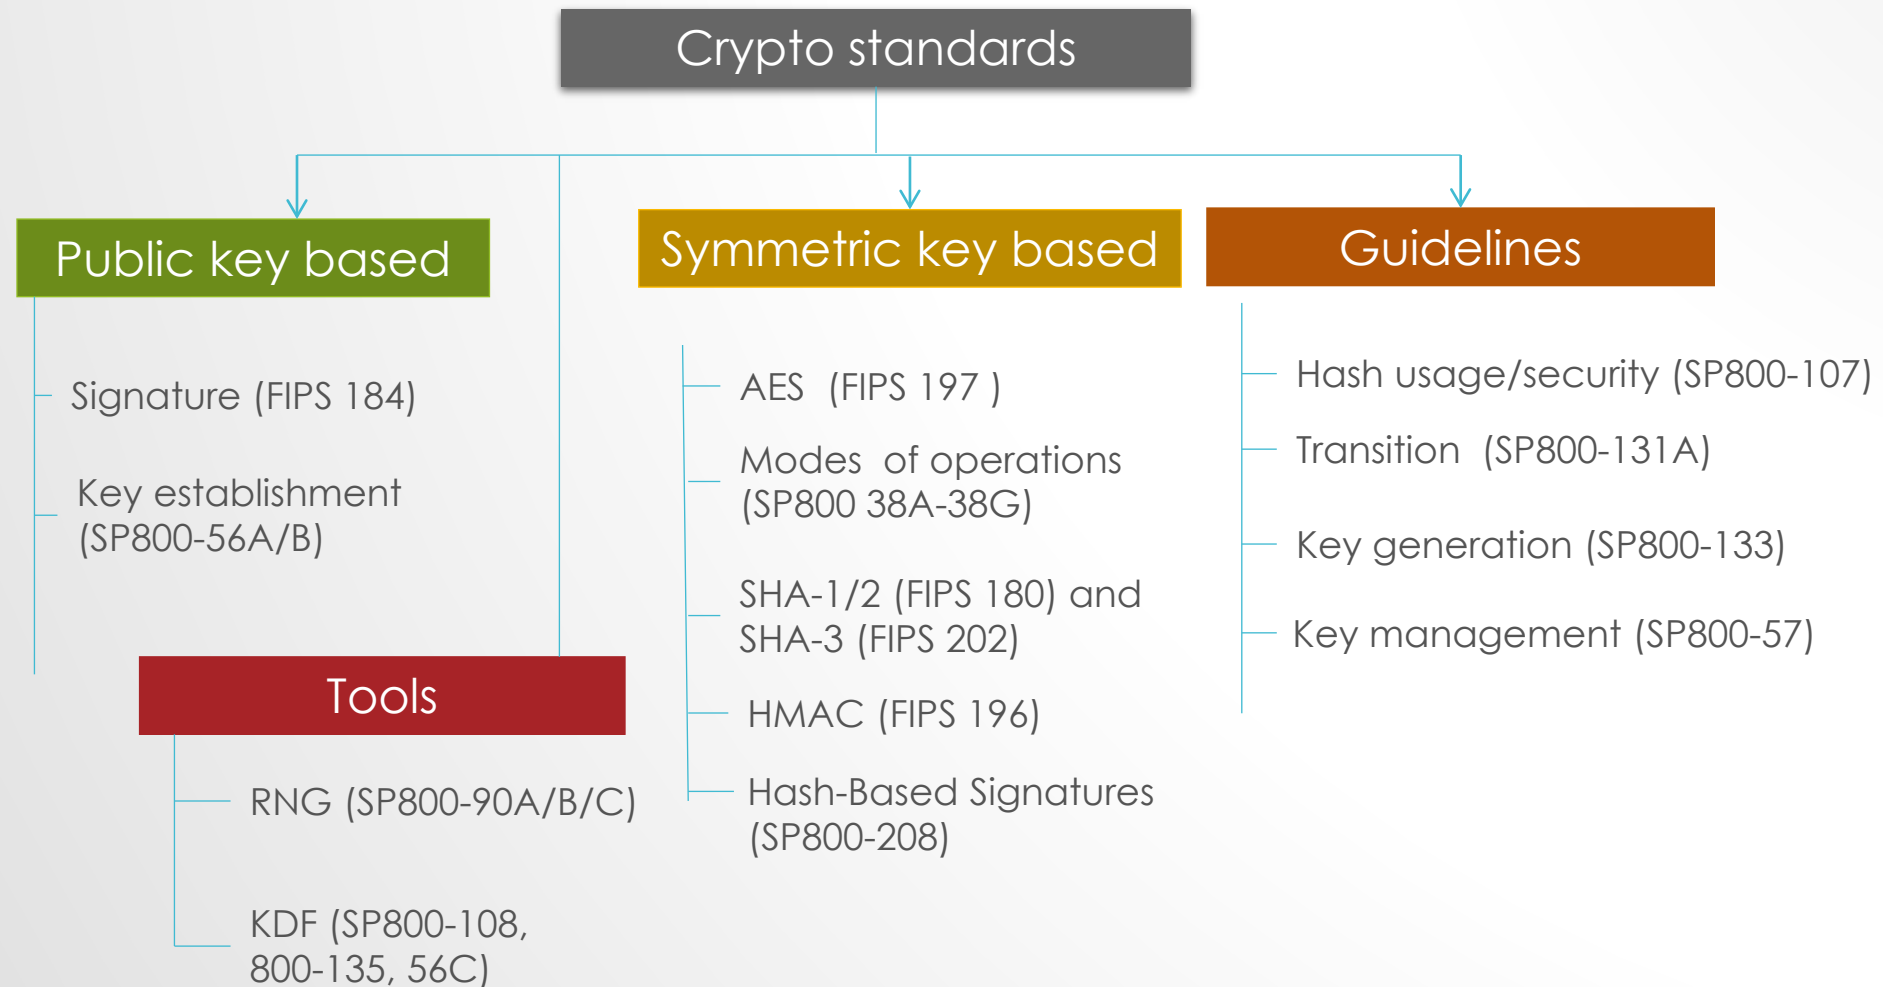 Crypto standards
Public key based
Signature (FIPS 184)
Key establishment
(SP800-56A/B)
Tools
RNG (SP800-90A/B/C)
KDF (SP800-108,
800-135, 56C)
Symmetric key based
AES (FIPS 197 )
Modes of operations
(SP800 38A-38G)
SHA-1/2 (FIPS 180) and
SHA-3 (FIPS 202)
HMAC (FIPS 196)
Hash-Based Signatures
(SP800-208)
Guidelines
Hash usage/security (SP800-107)
Transition (SP800-131A)
Key generation (SP800-133)
Key management (SP800-57)